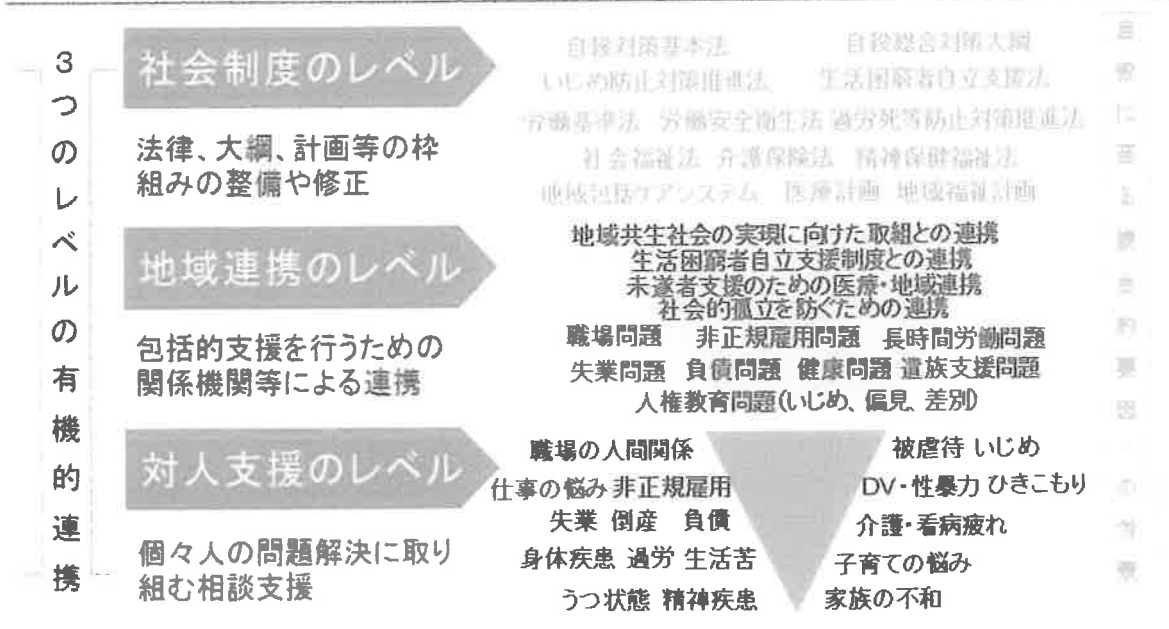 3つのレベルの有機的連携
社会制度のレベル
法律、大綱、計画等の枠
組みの整備や修正
自殺対策基本法 自殺総合対策大綱
いじめ防止対策推進法 生活困窮者自立支援法
労働基準法 労働安全衛生法 過労死等防止対策推進法
社会福祉法 介護保険法 精神保健福祉法
地域包括ケアシステム 医療計画 地域福祉計画
地域連携のレベル
包括的支援を行うための
関係機関等による連携
地域共生社会の実現に向けた取組との連携
生活困窮者自立支援制度との連携
未遂者支援のための医療・地域連携
社会的孤立を防ぐための連携
職場問題 非正規雇用問題 長時間労働問題
失業問題 負債問題 健康問題 遺族支援問題
人権教育問題(いじめ、偏見、差別)
対人支援のレベル
個々人の問題解決に取り
組む相談支援
職場の人間関係 被虐待 いじめ
仕事の悩み 非正規雇用 DV・性暴力 ひきこもり
失業 倒産 負債 介護・看病疲れ
身体疾患 過労 生活苦 子育ての悩み
うつ状態 精神疾患 家族の不和